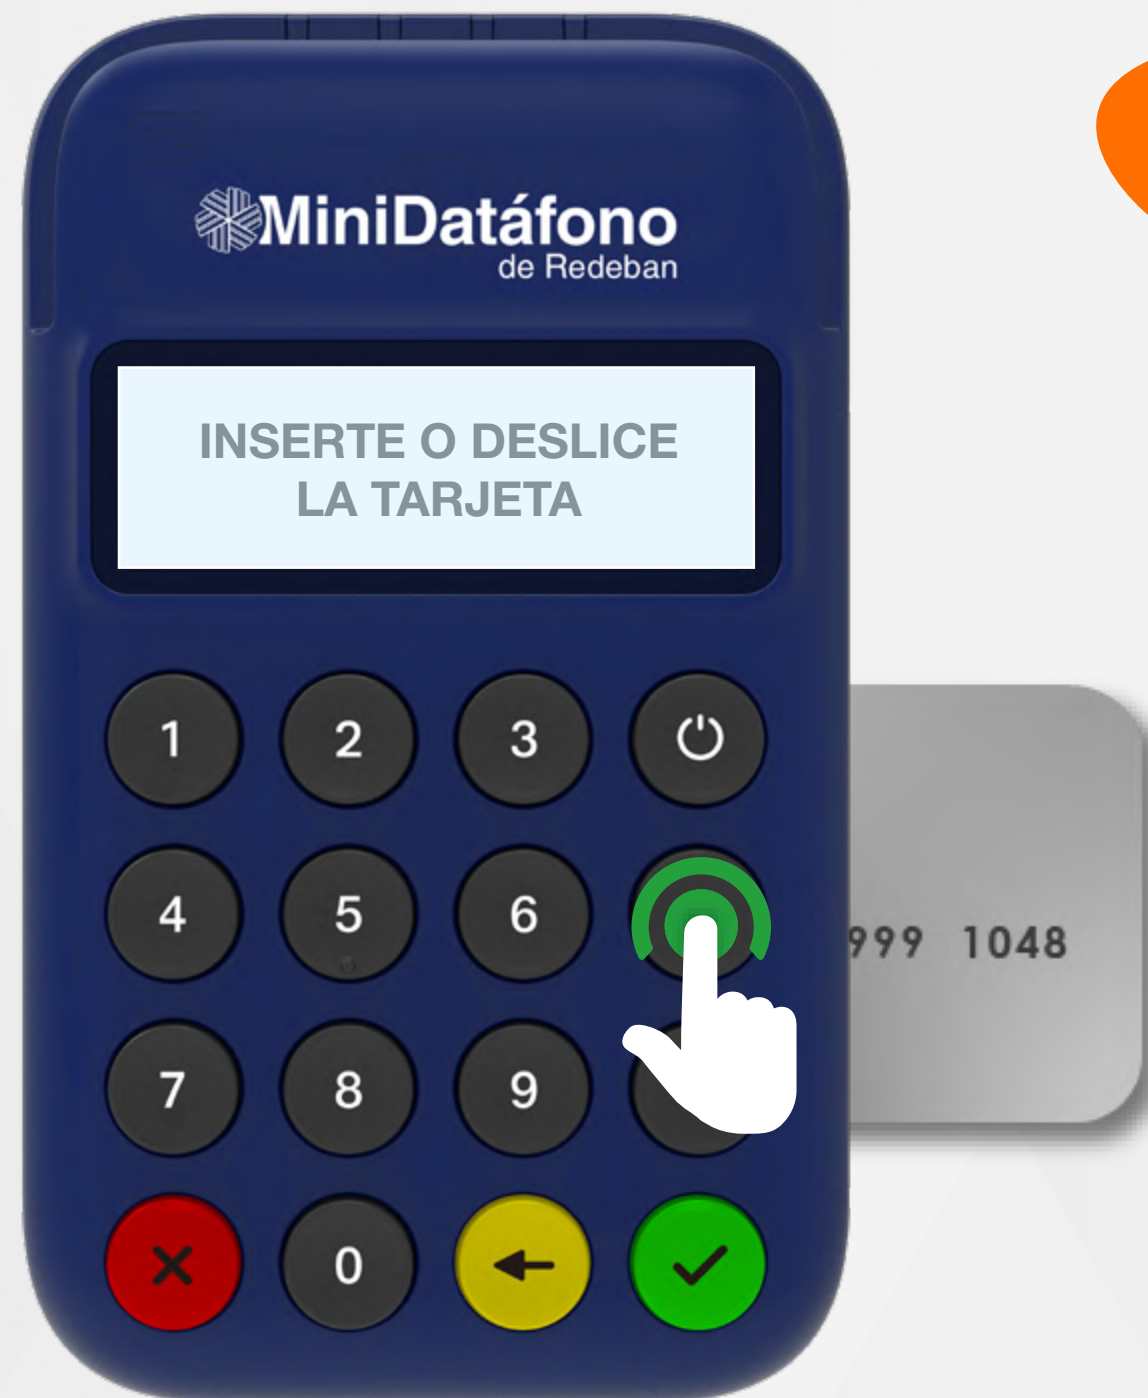 MiniDatáfono
de Redeban
INSERTE O DESLICE
LA TARJETA
1 2 3
4 5 6
999 1048
7 8 9
0